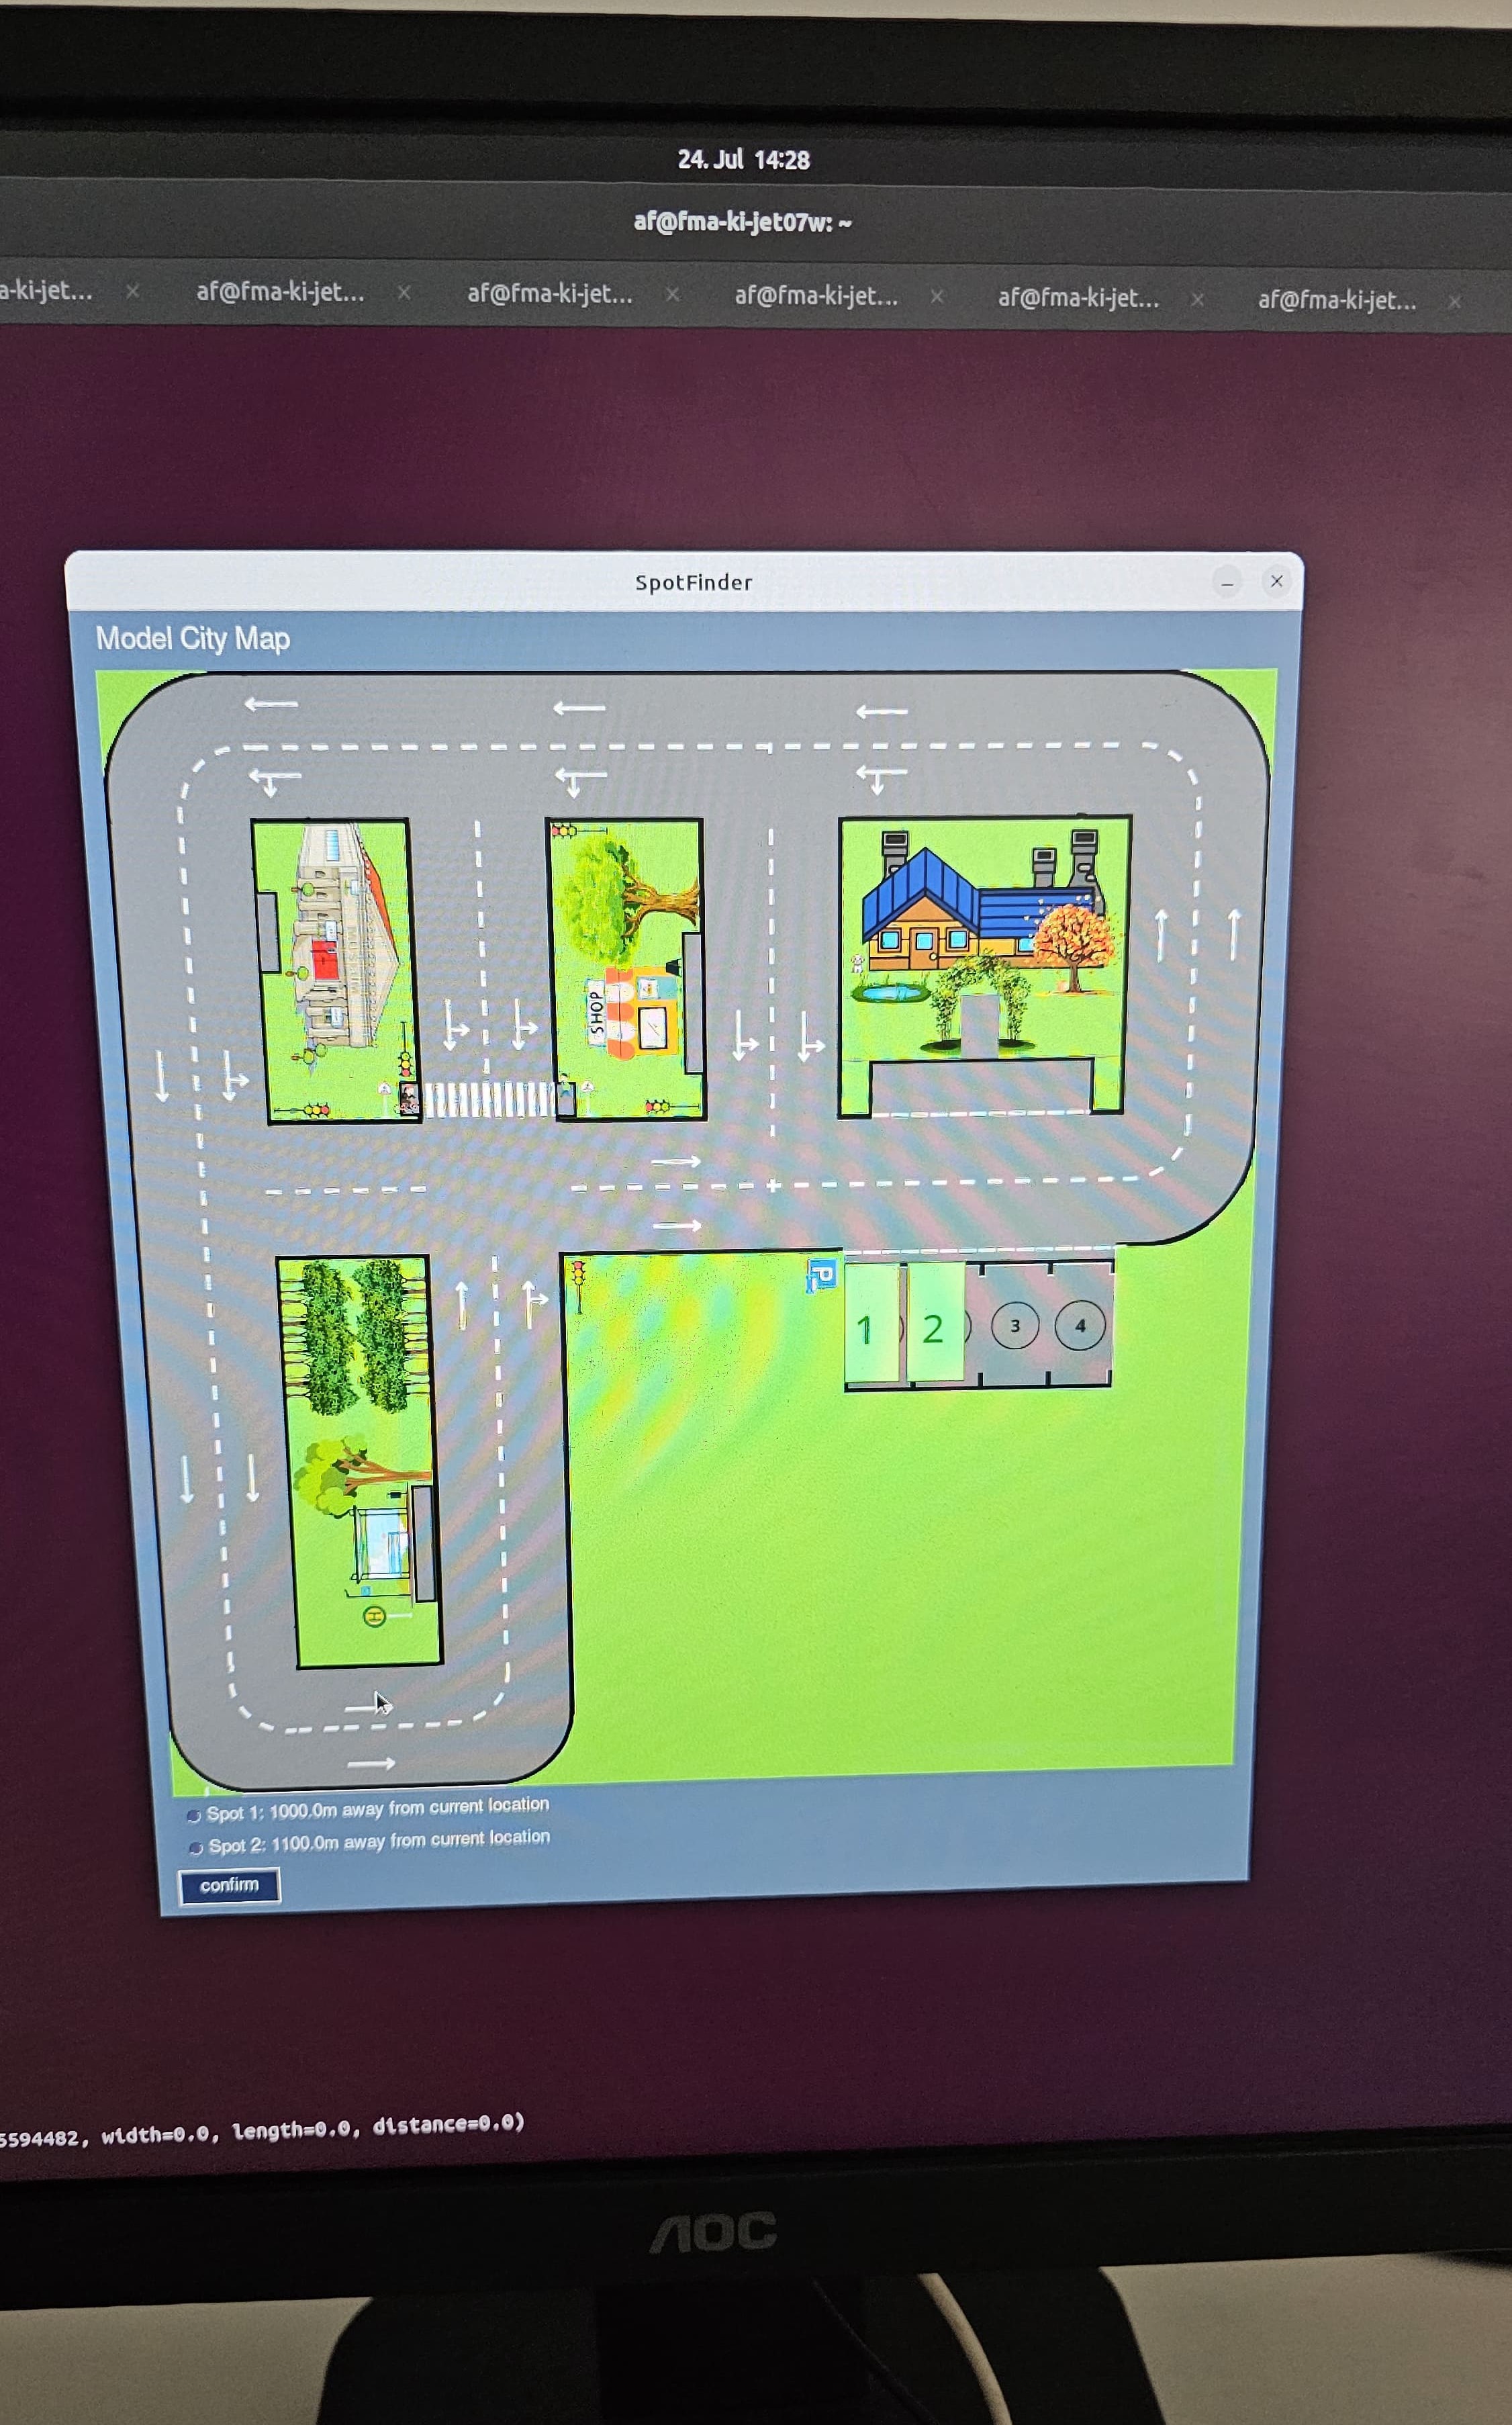 24. Jul 14:28
af@fma-ki-jet07w: ~
a-ki-jet... × af@fma-ki-jet... × af@fma-ki-jet... × af@fma-ki-jet... × af@fma-ki-jet... × af@fma-ki-jet... ×
SpotFinder
Model City Map
MUSEUM
SHOP
P
1 2 3 4
H
Spot 1: 1000.0m away from current location
Spot 2: 1100.0m away from current location
confirm
5594482, width=0.0, length=0.0, distance=0.0)
AOC